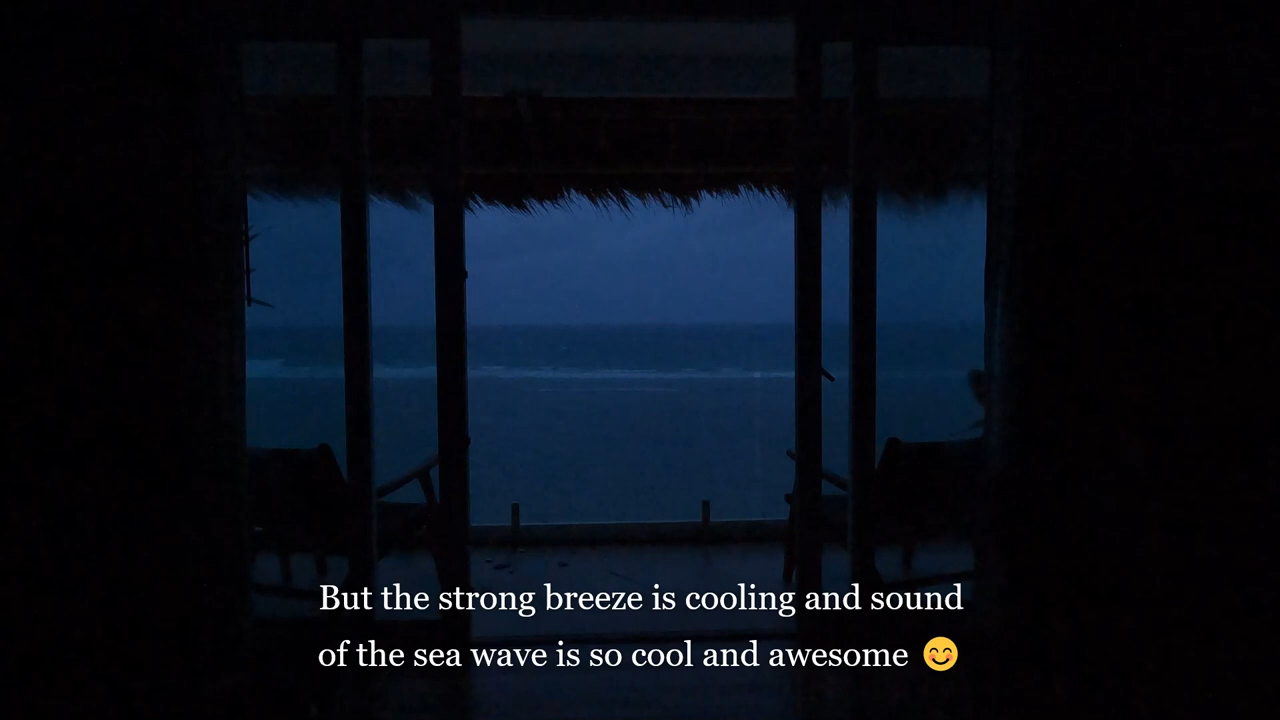 But the strong breeze is cooling and sound
of the sea wave is so cool and awesome 😊